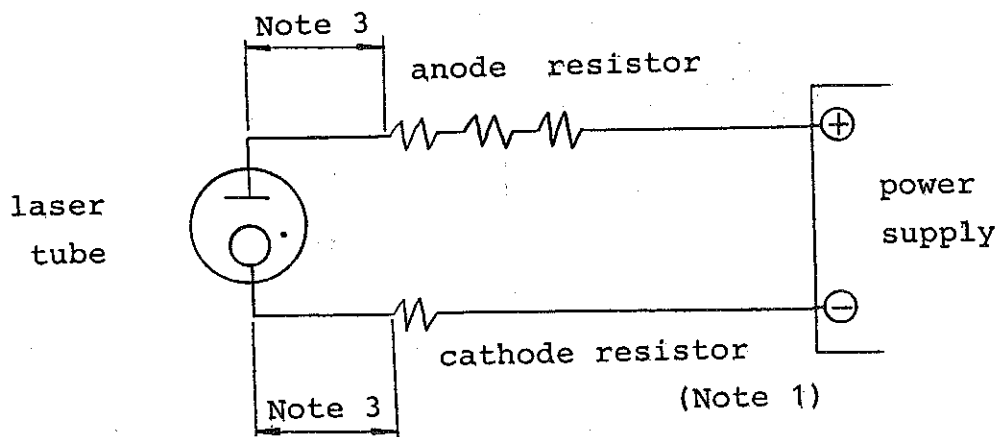 Note 3
anode resistor
+
laser
tube
power
supply
−
cathode resistor
(Note 1)
Note 3